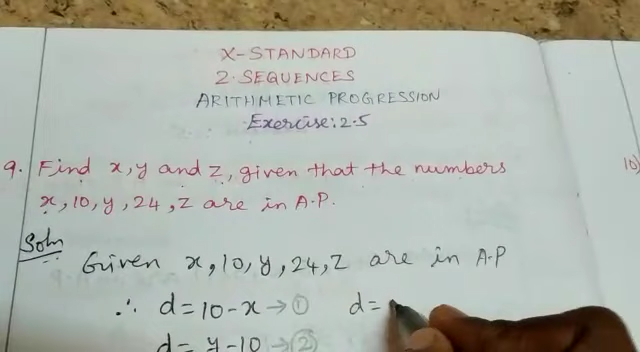 X-STANDARD
2.SEQUENCES
ARITHMETIC PROGRESSION
Exercise:2.5
9. Find x, y and z, given that the numbers
10)
x, 10, y, 24, z are in A.P.
Soln
Given x, 10, y, 24, z are in A.P
∴ d = 10 - x → ① d =
d = y - 10 → ②